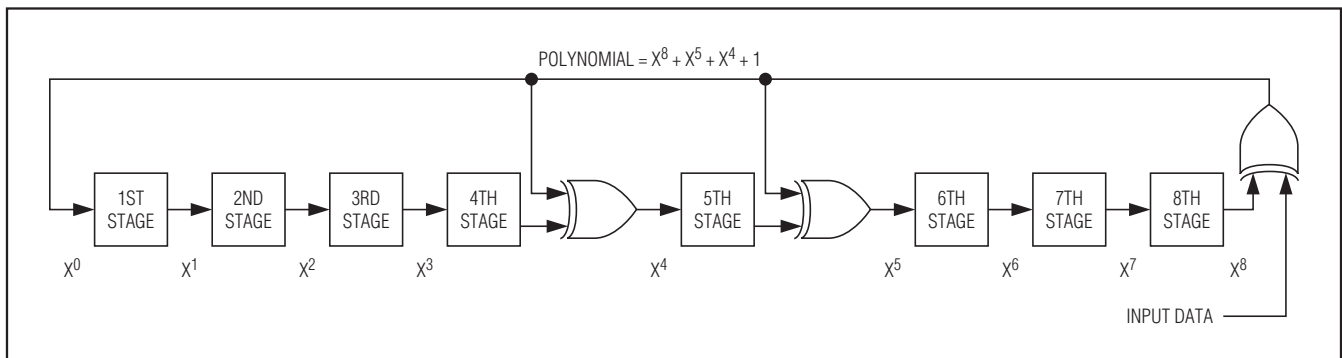 POLYNOMIAL = X⁸ + X⁵ + X⁴ + 1
1ST
STAGE
2ND
STAGE
3RD
STAGE
4TH
STAGE
5TH
STAGE
6TH
STAGE
7TH
STAGE
8TH
STAGE
X⁰ X¹ X² X³ X⁴ X⁵ X⁶ X⁷ X⁸
INPUT DATA